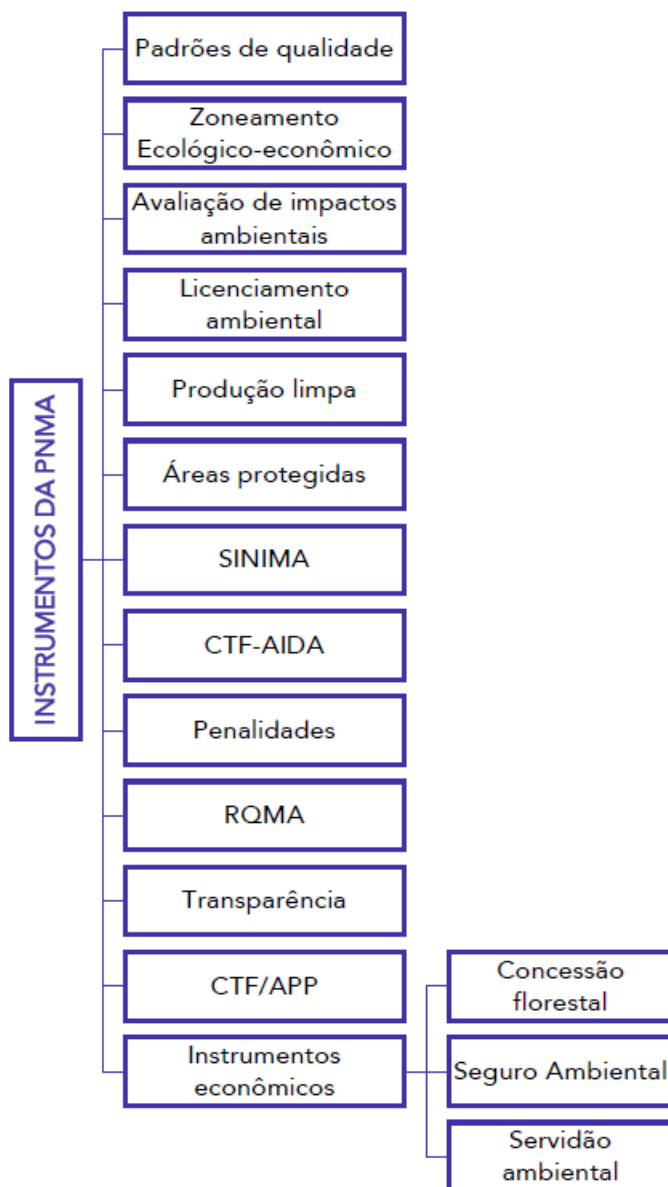 INSTRUMENTOS DA PNMA
Padrões de qualidade
Zoneamento
Ecológico-econômico
Avaliação de impactos
ambientais
Licenciamento
ambiental
Produção limpa
Áreas protegidas
SINIMA
CTF-AIDA
Penalidades
RQMA
Transparência
CTF/APP
Instrumentos
econômicos
Concessão
florestal
Seguro Ambiental
Servidão
ambiental